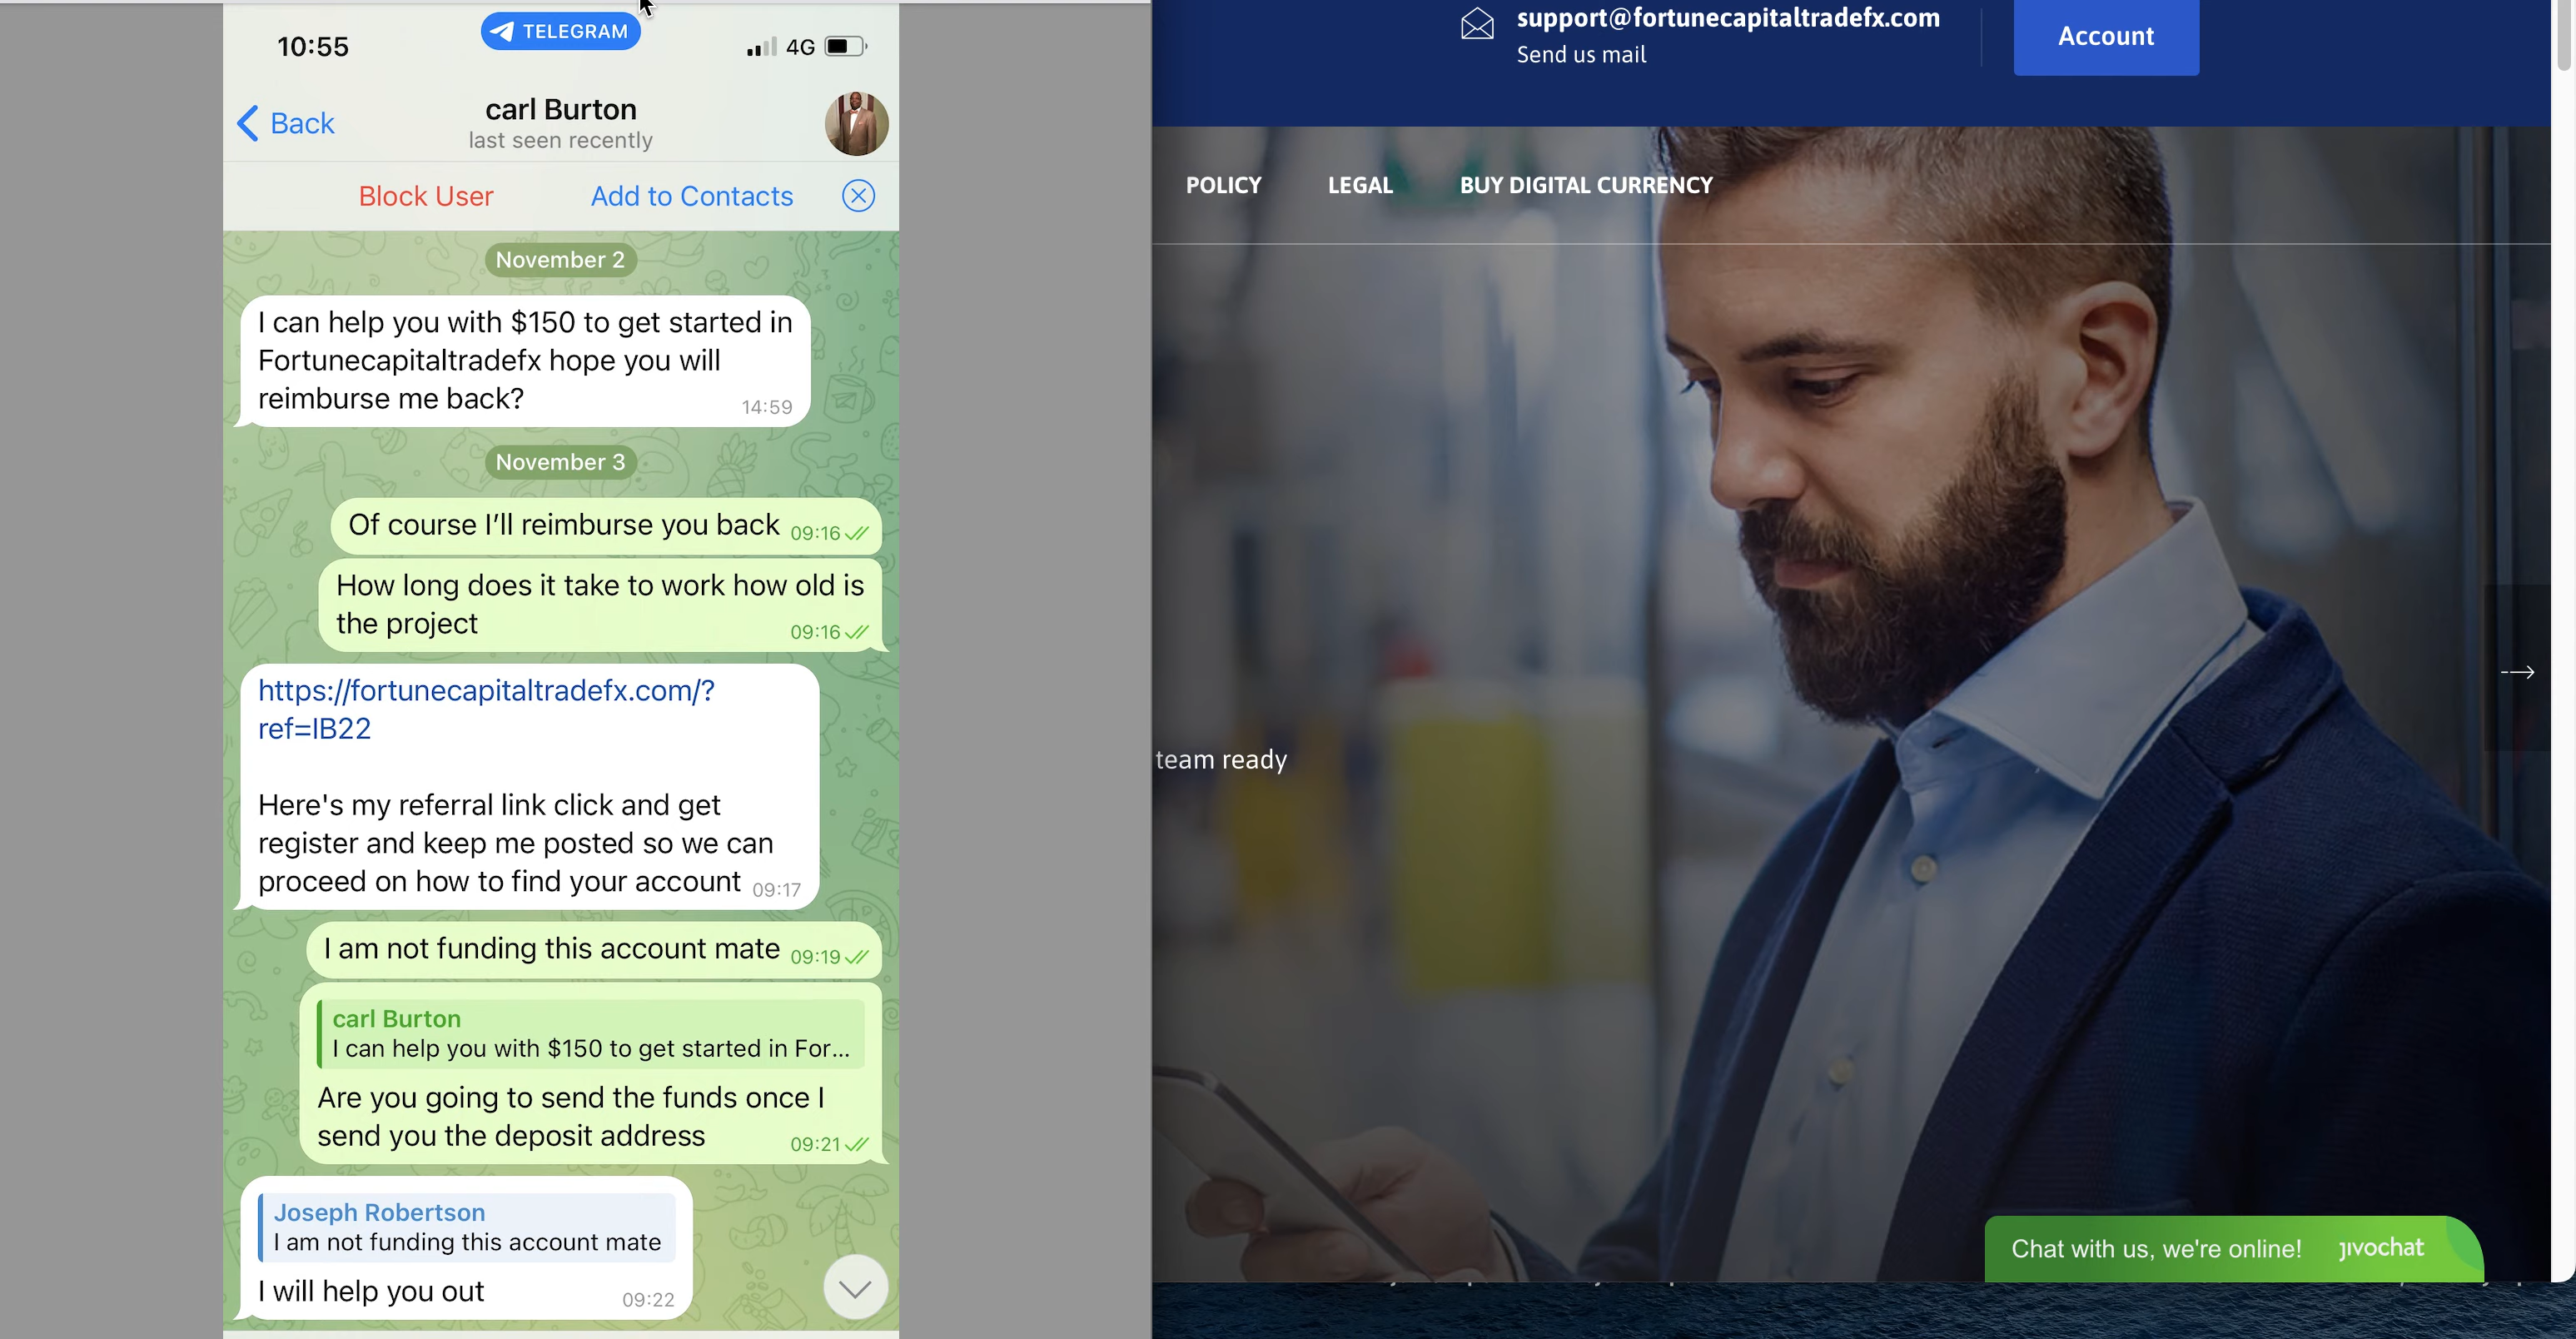 10:55
TELEGRAM
4G
Back
carl Burton
last seen recently
Block User
Add to Contacts
November 2
I can help you with $150 to get started in
Fortunecapitaltradefx hope you will
reimburse me back?
14:59
November 3
Of course I'll reimburse you back 09:16
How long does it take to work how old is
the project
09:16
https://fortunecapitaltradefx.com/?
ref=IB22
Here's my referral link click and get
register and keep me posted so we can
proceed on how to find your account 09:17
I am not funding this account mate 09:19
carl Burton
I can help you with $150 to get started in For...
Are you going to send the funds once I
send you the deposit address 09:21
Joseph Robertson
I am not funding this account mate
I will help you out 09:22
support@fortunecapitaltradefx.com
Send us mail
Account
POLICY
LEGAL
BUY DIGITAL CURRENCY
team ready
Chat with us, we're online! jivochat